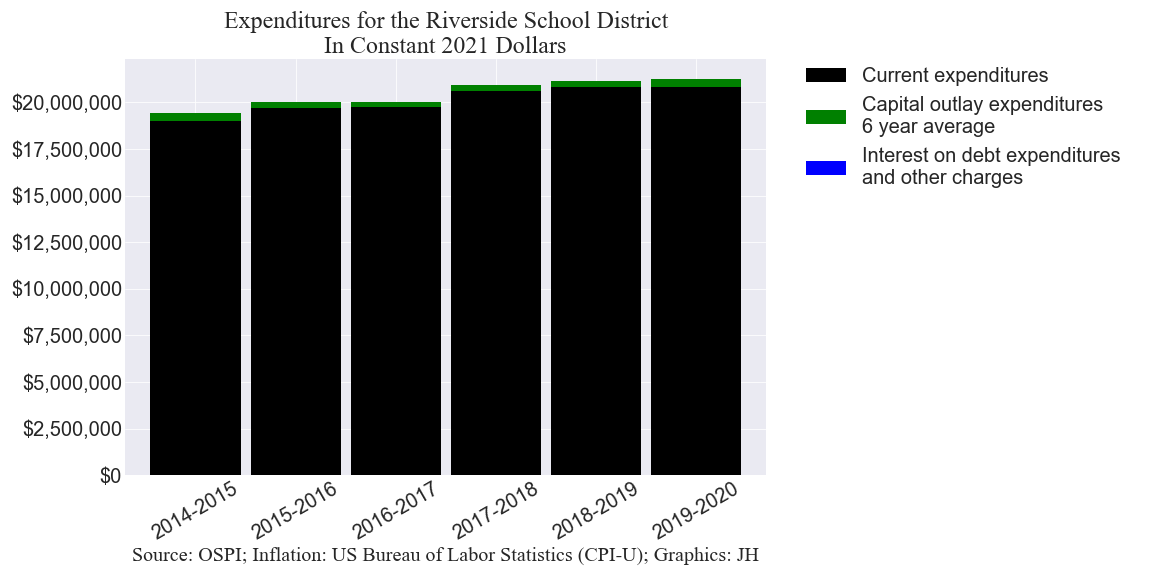 Expenditures for the Riverside School District
In Constant 2021 Dollars
$20,000,000
$17,500,000
$15,000,000
$12,500,000
$10,000,000
$7,500,000
$5,000,000
$2,500,000
$0
2014-2015
2015-2016
2016-2017
2017-2018
2018-2019
2019-2020
Source: OSPI; Inflation: US Bureau of Labor Statistics (CPI-U); Graphics: JH
Current expenditures
Capital outlay expenditures
6 year average
Interest on debt expenditures
and other charges